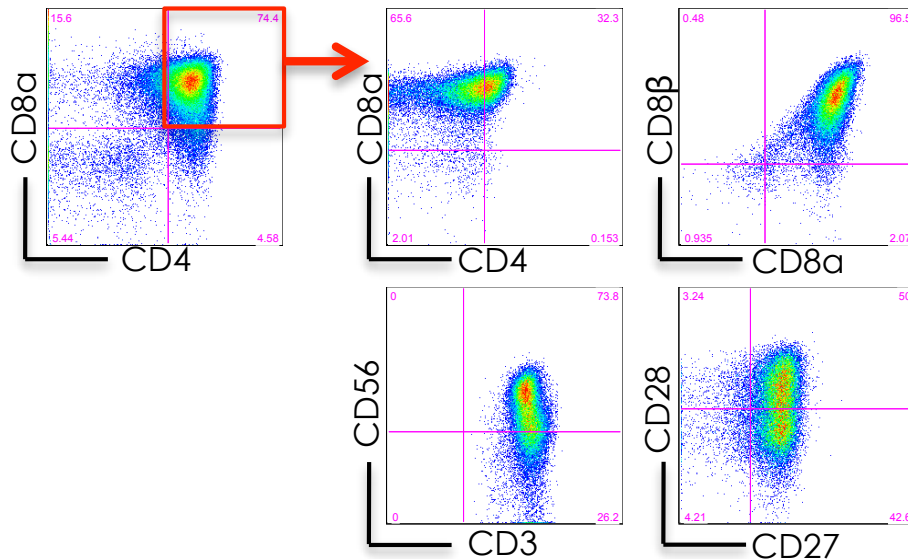 15.6 74.4
CD8a
5.44 4.58
CD4
65.6 32.3
CD8a
2.01 0.153
CD4
0.48 96.5
CD8β
0.935 2.07
CD8a
0 73.8
CD56
0 26.2
CD3
3.24 50
CD28
4.21 42.6
CD27